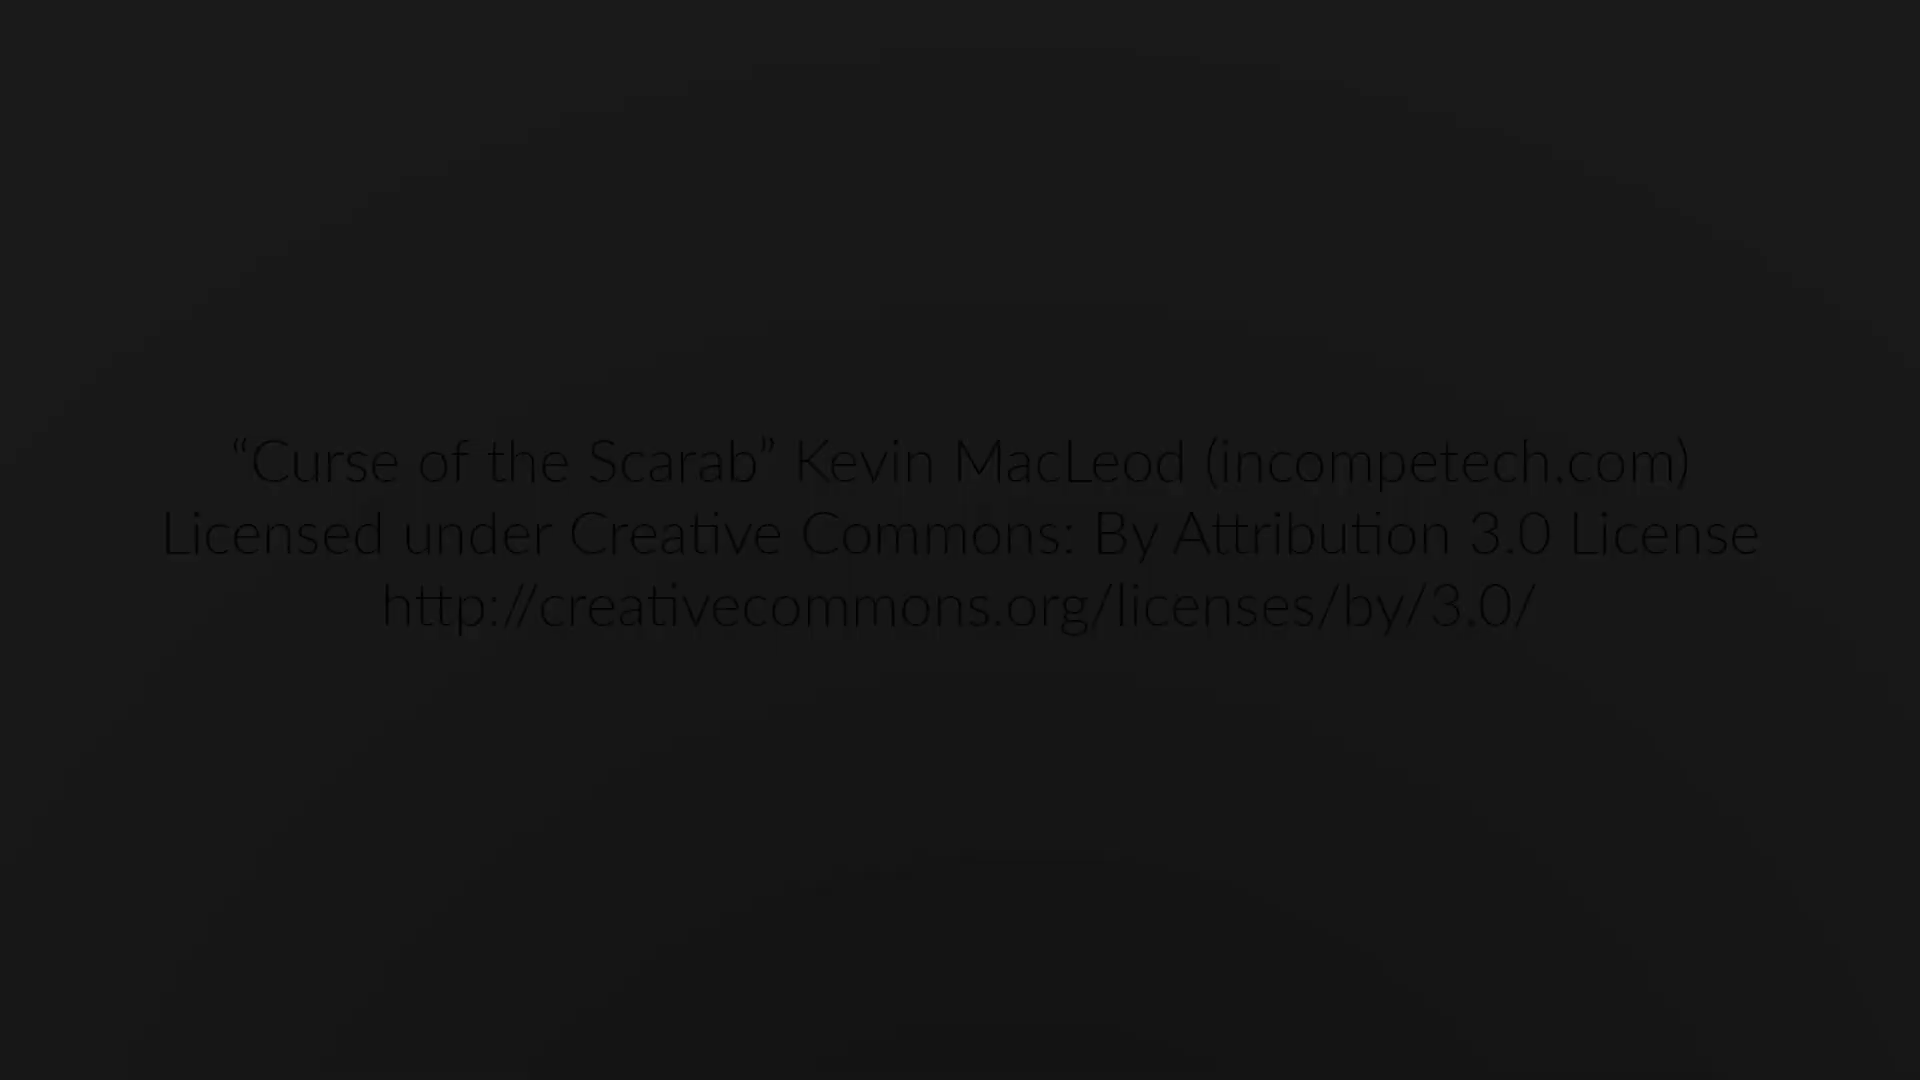 “Curse of the Scarab” Kevin MacLeod (incompetech.com)
Licensed under Creative Commons: By Attribution 3.0 License
http://creativecommons.org/licenses/by/3.0/